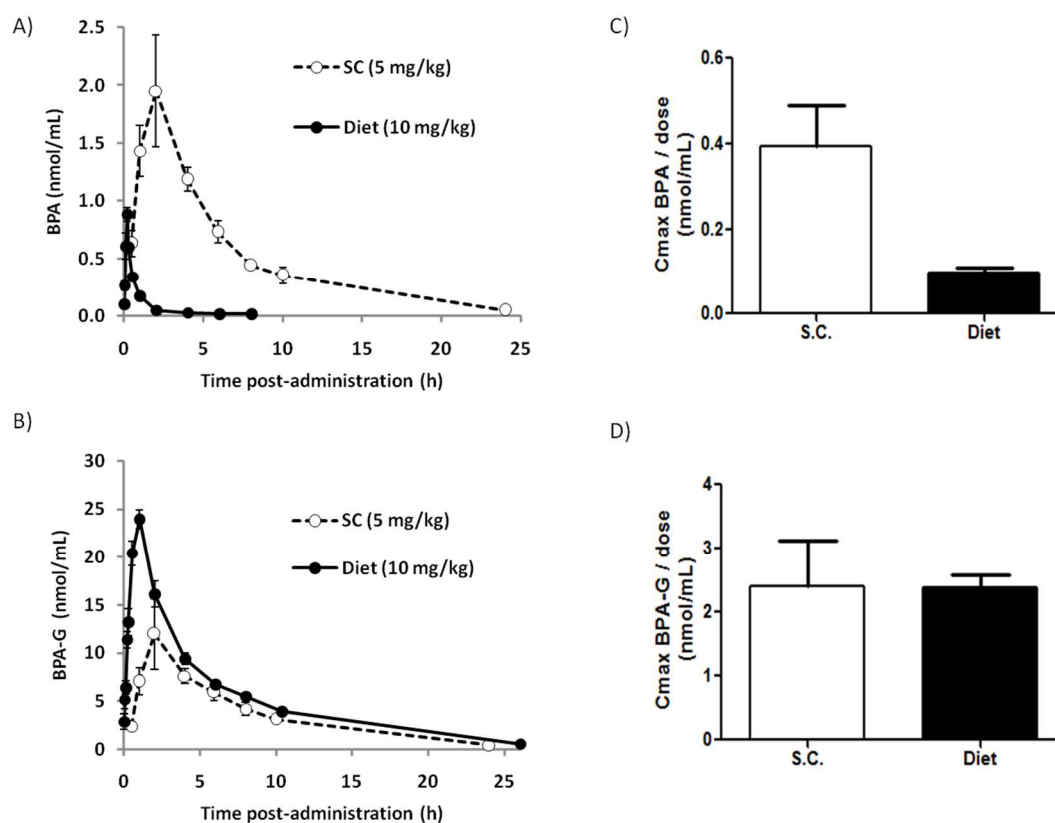 A)
2.5
2.0
1.5
1.0
0.5
0.0
BPA (nmol/mL)
SC (5 mg/kg)
Diet (10 mg/kg)
0 5 10 15 20 25
Time post-administration (h)
C)
0.6
0.4
0.2
0.0
Cmax BPA / dose
(nmol/mL)
S.C. Diet
B)
30
25
20
15
10
5
0
BPA-G (nmol/mL)
SC (5 mg/kg)
Diet (10 mg/kg)
0 5 10 15 20 25
Time post-administration (h)
D)
4
3
2
1
0
Cmax BPA-G / dose
(nmol/mL)
S.C. Diet